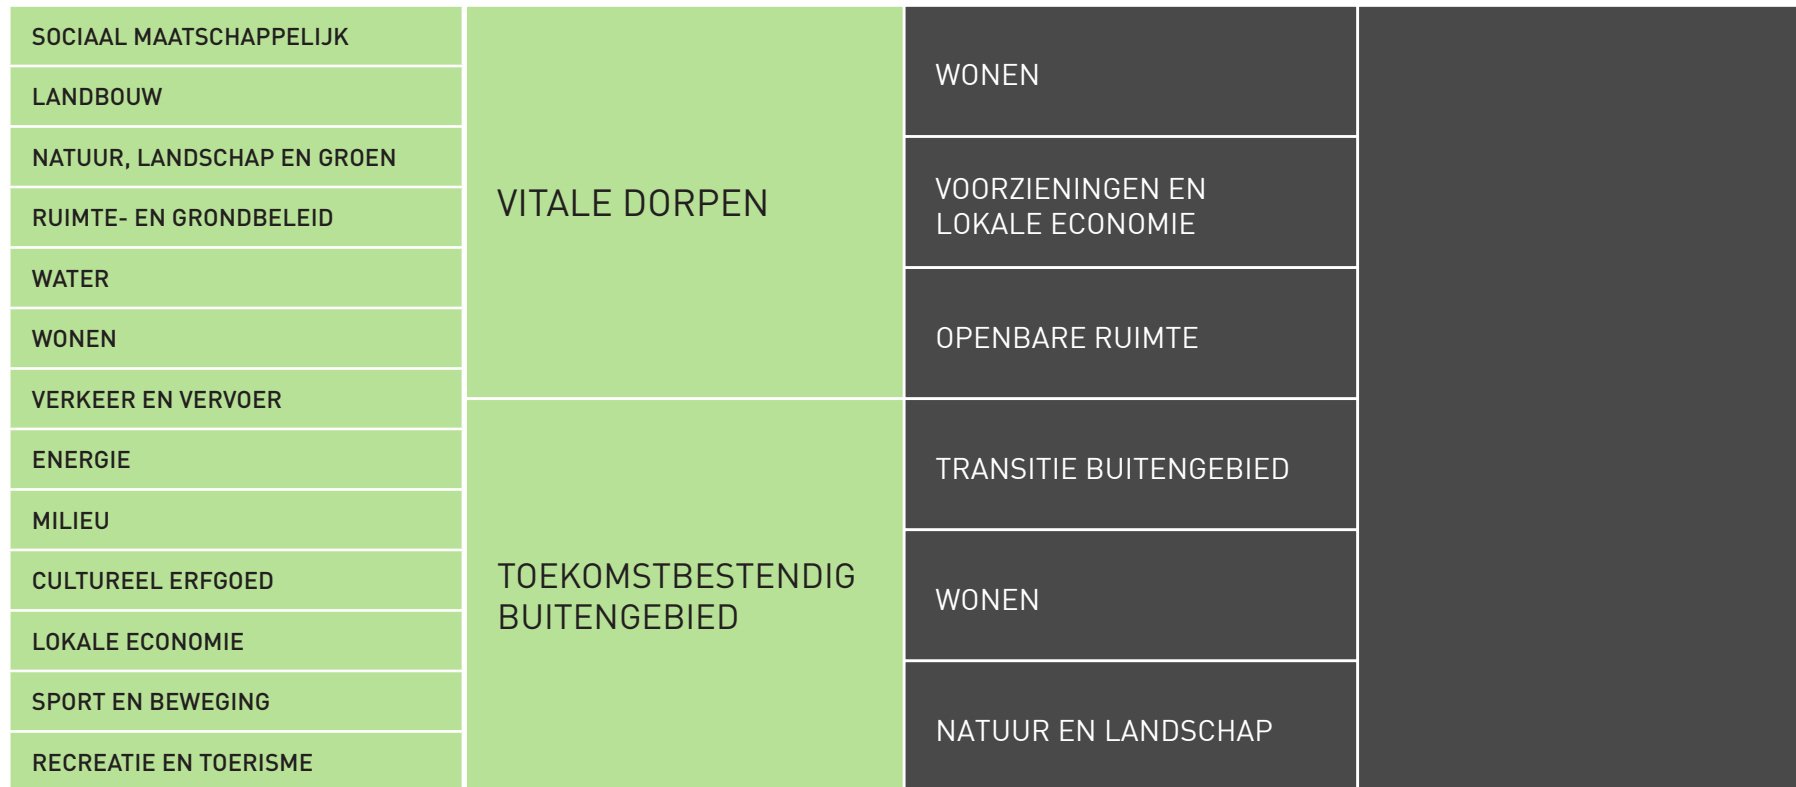 SOCIAAL MAATSCHAPPELIJK
LANDBOUW
NATUUR, LANDSCHAP EN GROEN
RUIMTE- EN GRONDBELEID
WATER
WONEN
VERKEER EN VERVOER
ENERGIE
MILIEU
CULTUREEL ERFGOED
LOKALE ECONOMIE
SPORT EN BEWEGING
RECREATIE EN TOERISME
VITALE DORPEN
TOEKOMSTBESTENDIG
BUITENGEBIED
WONEN
VOORZIENINGEN EN
LOKALE ECONOMIE
OPENBARE RUIMTE
TRANSITIE BUITENGEBIED
WONEN
NATUUR EN LANDSCHAP